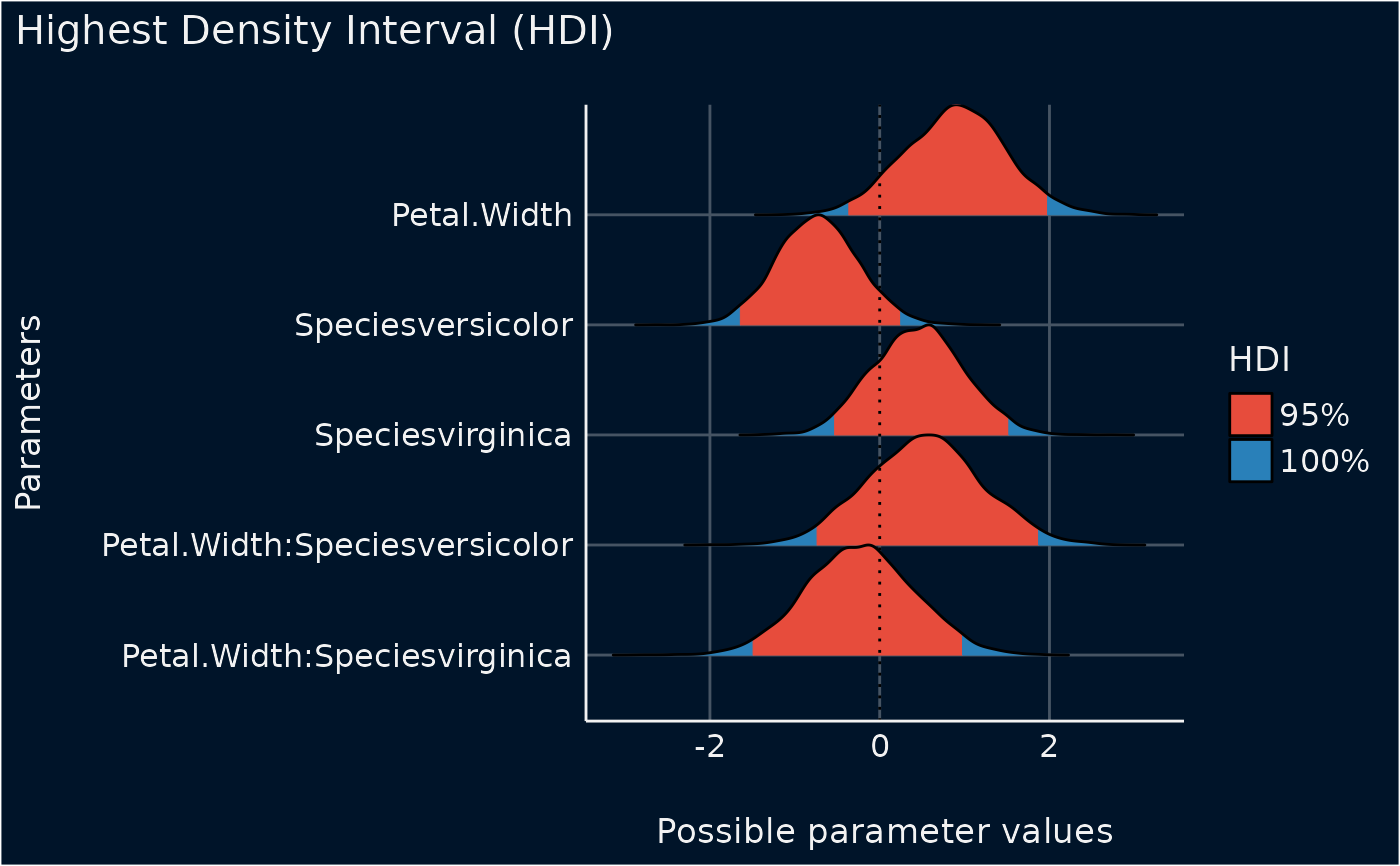 Highest Density Interval (HDI)
Parameters
Petal.Width
Speciesversicolor
Speciesvirginica
Petal.Width:Speciesversicolor
Petal.Width:Speciesvirginica
-2
0
2
Possible parameter values
HDI
95%
100%